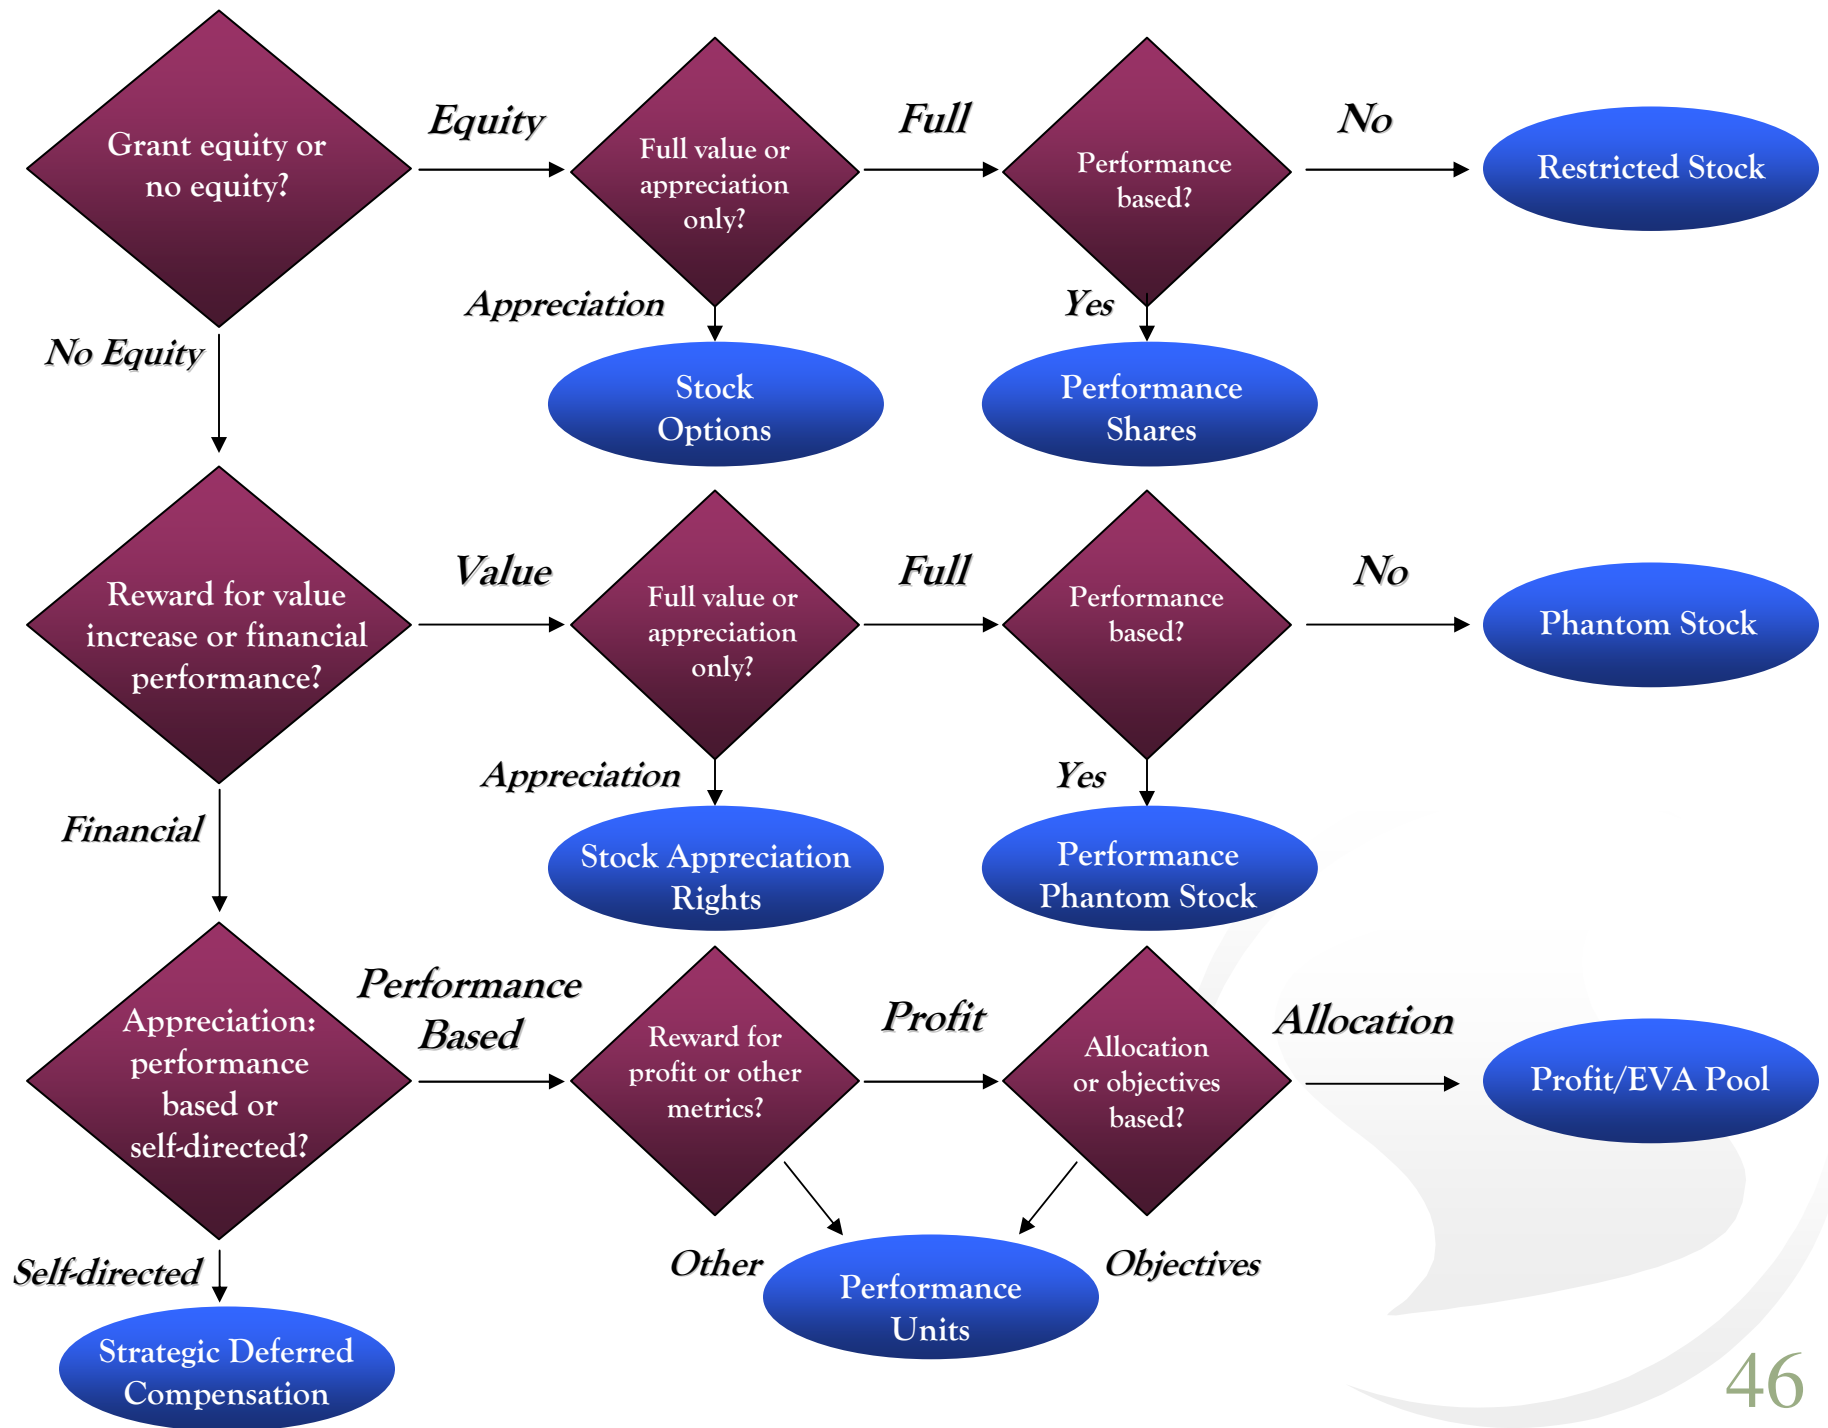 Grant equity or
no equity?
Equity
Full value or
appreciation
only?
Full
Performance
based?
No
Restricted Stock
Appreciation
Yes
No Equity
Stock
Options
Performance
Shares
Reward for value
increase or financial
performance?
Value
Full value or
appreciation
only?
Full
Performance
based?
No
Phantom Stock
Appreciation
Yes
Financial
Stock Appreciation
Rights
Performance
Phantom Stock
Appreciation:
performance
based or
self-directed?
Performance
Based
Reward for
profit or other
metrics?
Profit
Allocation
or objectives
based?
Allocation
Profit/EVA Pool
Self-directed
Other
Objectives
Performance
Units
Strategic Deferred
Compensation
46